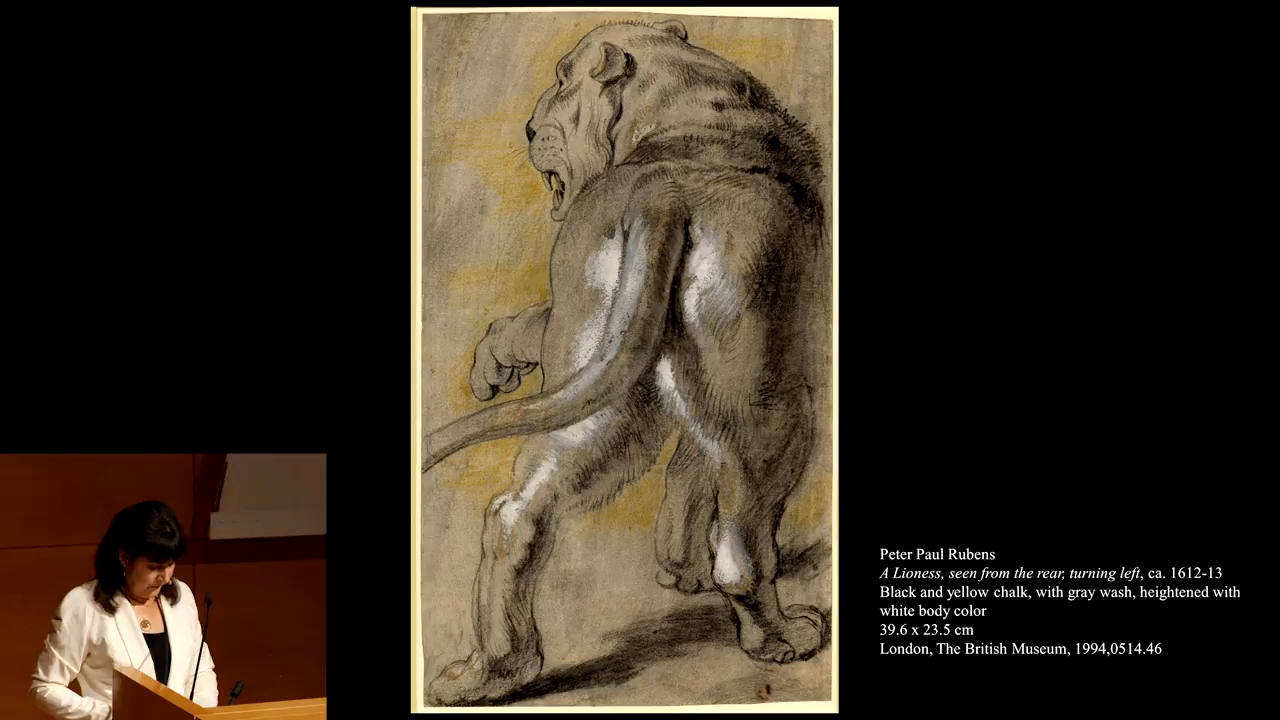 Peter Paul Rubens
A Lioness, seen from the rear, turning left, ca. 1612-13
Black and yellow chalk, with gray wash, heightened with
white body color
39.6 x 23.5 cm
London, The British Museum, 1994,0514.46